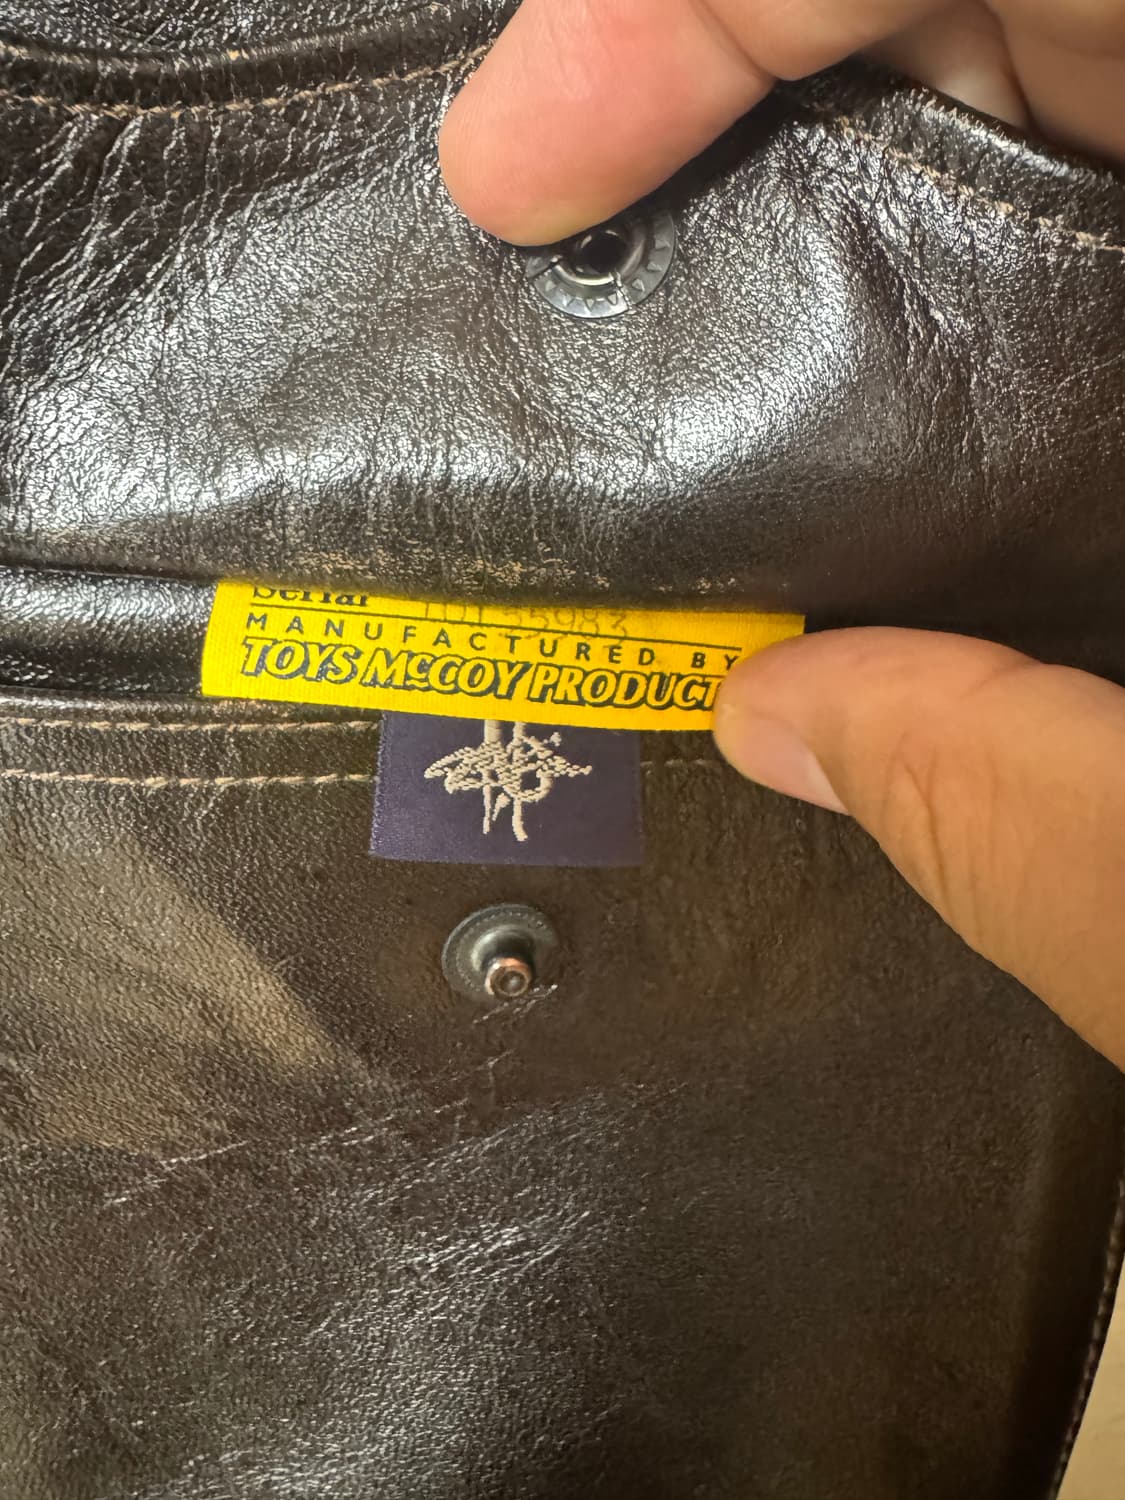 Serial
MANUFACTURED BY
TOYS McCOY PRODUCT